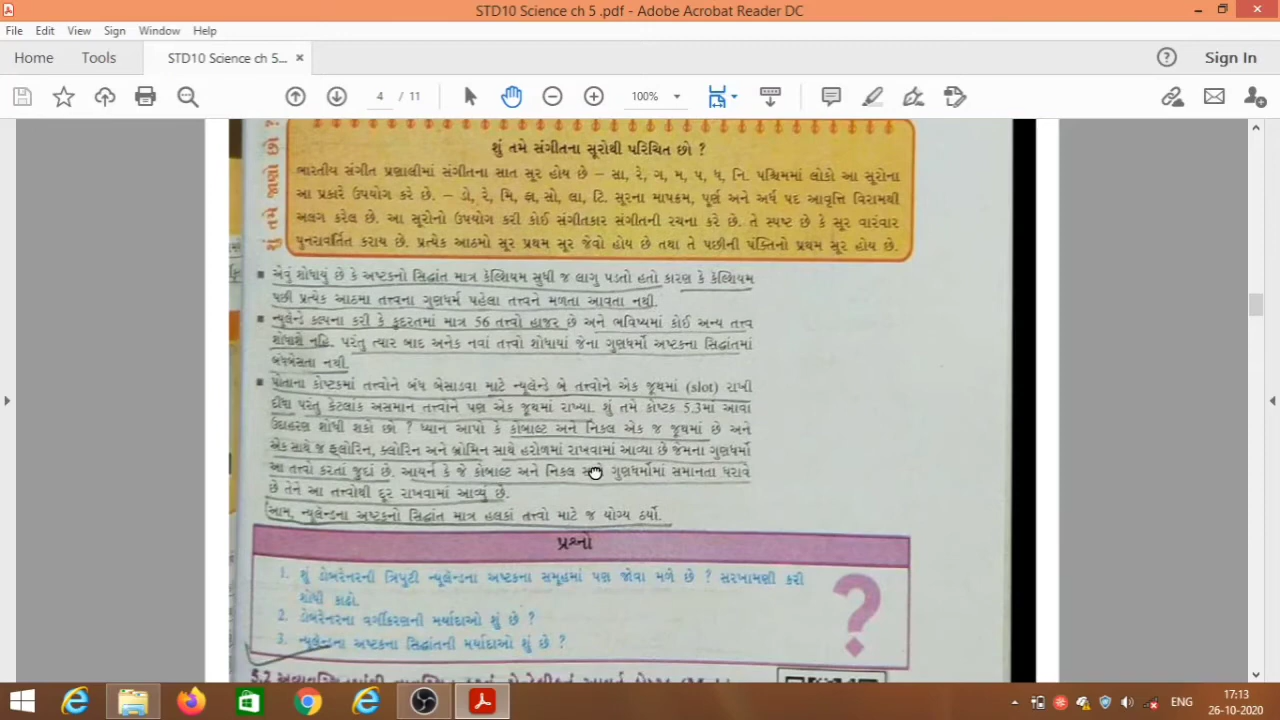 STD10 Science ch 5 .pdf - Adobe Acrobat Reader DC
File Edit View Sign Window Help
Home Tools STD10 Science ch 5... × Sign In
4 / 11 100%
શું તમે જાણો છો ?
શું તમે સંગીતના સૂરોથી પરિચિત છો ?
ભારતીય સંગીત પ્રણાલીમાં સંગીતના સાત સૂર હોય છે – સા, રે, ગ, મ, પ, ધ, નિ. પશ્ચિમમાં લોકો આ સૂરોના
આ પ્રકારે ઉપયોગ કરે છે. – ડો, રે, મિ, ફા, સો, લા, ટિ. સૂરના માપક્રમ, પૂર્ણ અને અર્ધ પદ આવૃત્તિ વિરામથી
અલગ કરેલ છે. આ સૂરોનો ઉપયોગ કરી કોઈ સંગીતકાર સંગીતની રચના કરે છે. તે સ્પષ્ટ છે કે સૂર વારંવાર
પુનરાવર્તિત કરાય છે. પ્રત્યેક આઠમો સૂર પ્રથમ સૂર જેવો હોય છે તથા તે પછીની પંક્તિનો પ્રથમ સૂર હોય છે.
■ એવું શોધાયું છે કે અષ્ટકનો સિદ્ધાંત માત્ર કેલ્શિયમ સુધી જ લાગુ પડતો હતો કારણ કે કેલ્શિયમ
પછી પ્રત્યેક આઠમા તત્ત્વના ગુણધર્મ પહેલા તત્ત્વને મળતા આવતા નથી.
■ ન્યૂલેન્ડે કલ્પના કરી કે કુદરતમાં માત્ર 56 તત્ત્વો હાજર છે અને ભવિષ્યમાં કોઈ અન્ય તત્ત્વ
શોધાશે નહિ. પરંતુ ત્યાર બાદ અનેક નવાં તત્ત્વો શોધાયાં જેના ગુણધર્મો અષ્ટકના સિદ્ધાંતમાં
બંધબેસતા નથી.
■ પોતાના કોષ્ટકમાં તત્ત્વોને બંધ બેસાડવા માટે ન્યૂલેન્ડે બે તત્ત્વોને એક જૂથમાં (slot) રાખી
દીધા પરંતુ કેટલાંક અસમાન તત્ત્વોને પણ એક જૂથમાં રાખ્યા. શું તમે કોષ્ટક 5.3માં આવાં
ઉદાહરણ શોધી શકો છો ? ધ્યાન આપો કે કોબાલ્ટ અને નિકલ એક જ જૂથમાં છે અને
એક સાથે જ ફ્લોરિન, ક્લોરિન અને બ્રોમિન સાથે હરોળમાં રાખવામાં આવ્યા છે જેમના ગુણધર્મો
આ તત્ત્વો કરતાં જુદાં છે. આયર્ન કે જે કોબાલ્ટ અને નિકલ સાથે ગુણધર્મોમાં સમાનતા ધરાવે
છે તેને આ તત્ત્વોથી દૂર રાખવામાં આવ્યું છે.
આમ, ન્યૂલેન્ડના અષ્ટકનો સિદ્ધાંત માત્ર હલકાં તત્ત્વો માટે જ યોગ્ય ઠર્યો.
પ્રશ્નો
1. શું ડોબરેનરની ત્રિપુટી ન્યૂલેન્ડના અષ્ટકના સમૂહમાં પણ જોવા મળે છે ? સરખામણી કરી
શોધી કાઢો.
2. ડોબરેનરના વર્ગીકરણની મર્યાદાઓ શું છે ?
3. ન્યૂલેન્ડના અષ્ટકના સિદ્ધાંતની મર્યાદાઓ શું છે ?
?
5.2
ENG 17:13
26-10-2020